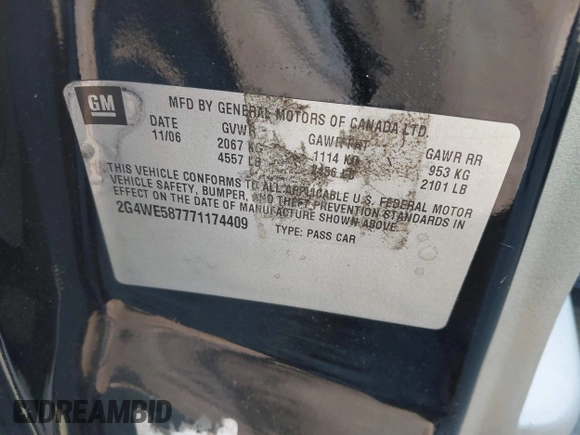 GM
MFD BY GENERAL MOTORS OF CANADA LTD.
DATE GVWR GAWR FRT GAWR RR
11/06 2067 KG 1114 KG 953 KG
4557 LB 2456 LB 2101 LB
THIS VEHICLE CONFORMS TO ALL APPLICABLE U.S. FEDERAL MOTOR
VEHICLE SAFETY, BUMPER, AND THEFT PREVENTION STANDARDS IN
EFFECT ON THE DATE OF MANUFACTURE SHOWN ABOVE.
2G4WE587771174409 TYPE: PASS CAR
DREAMBID